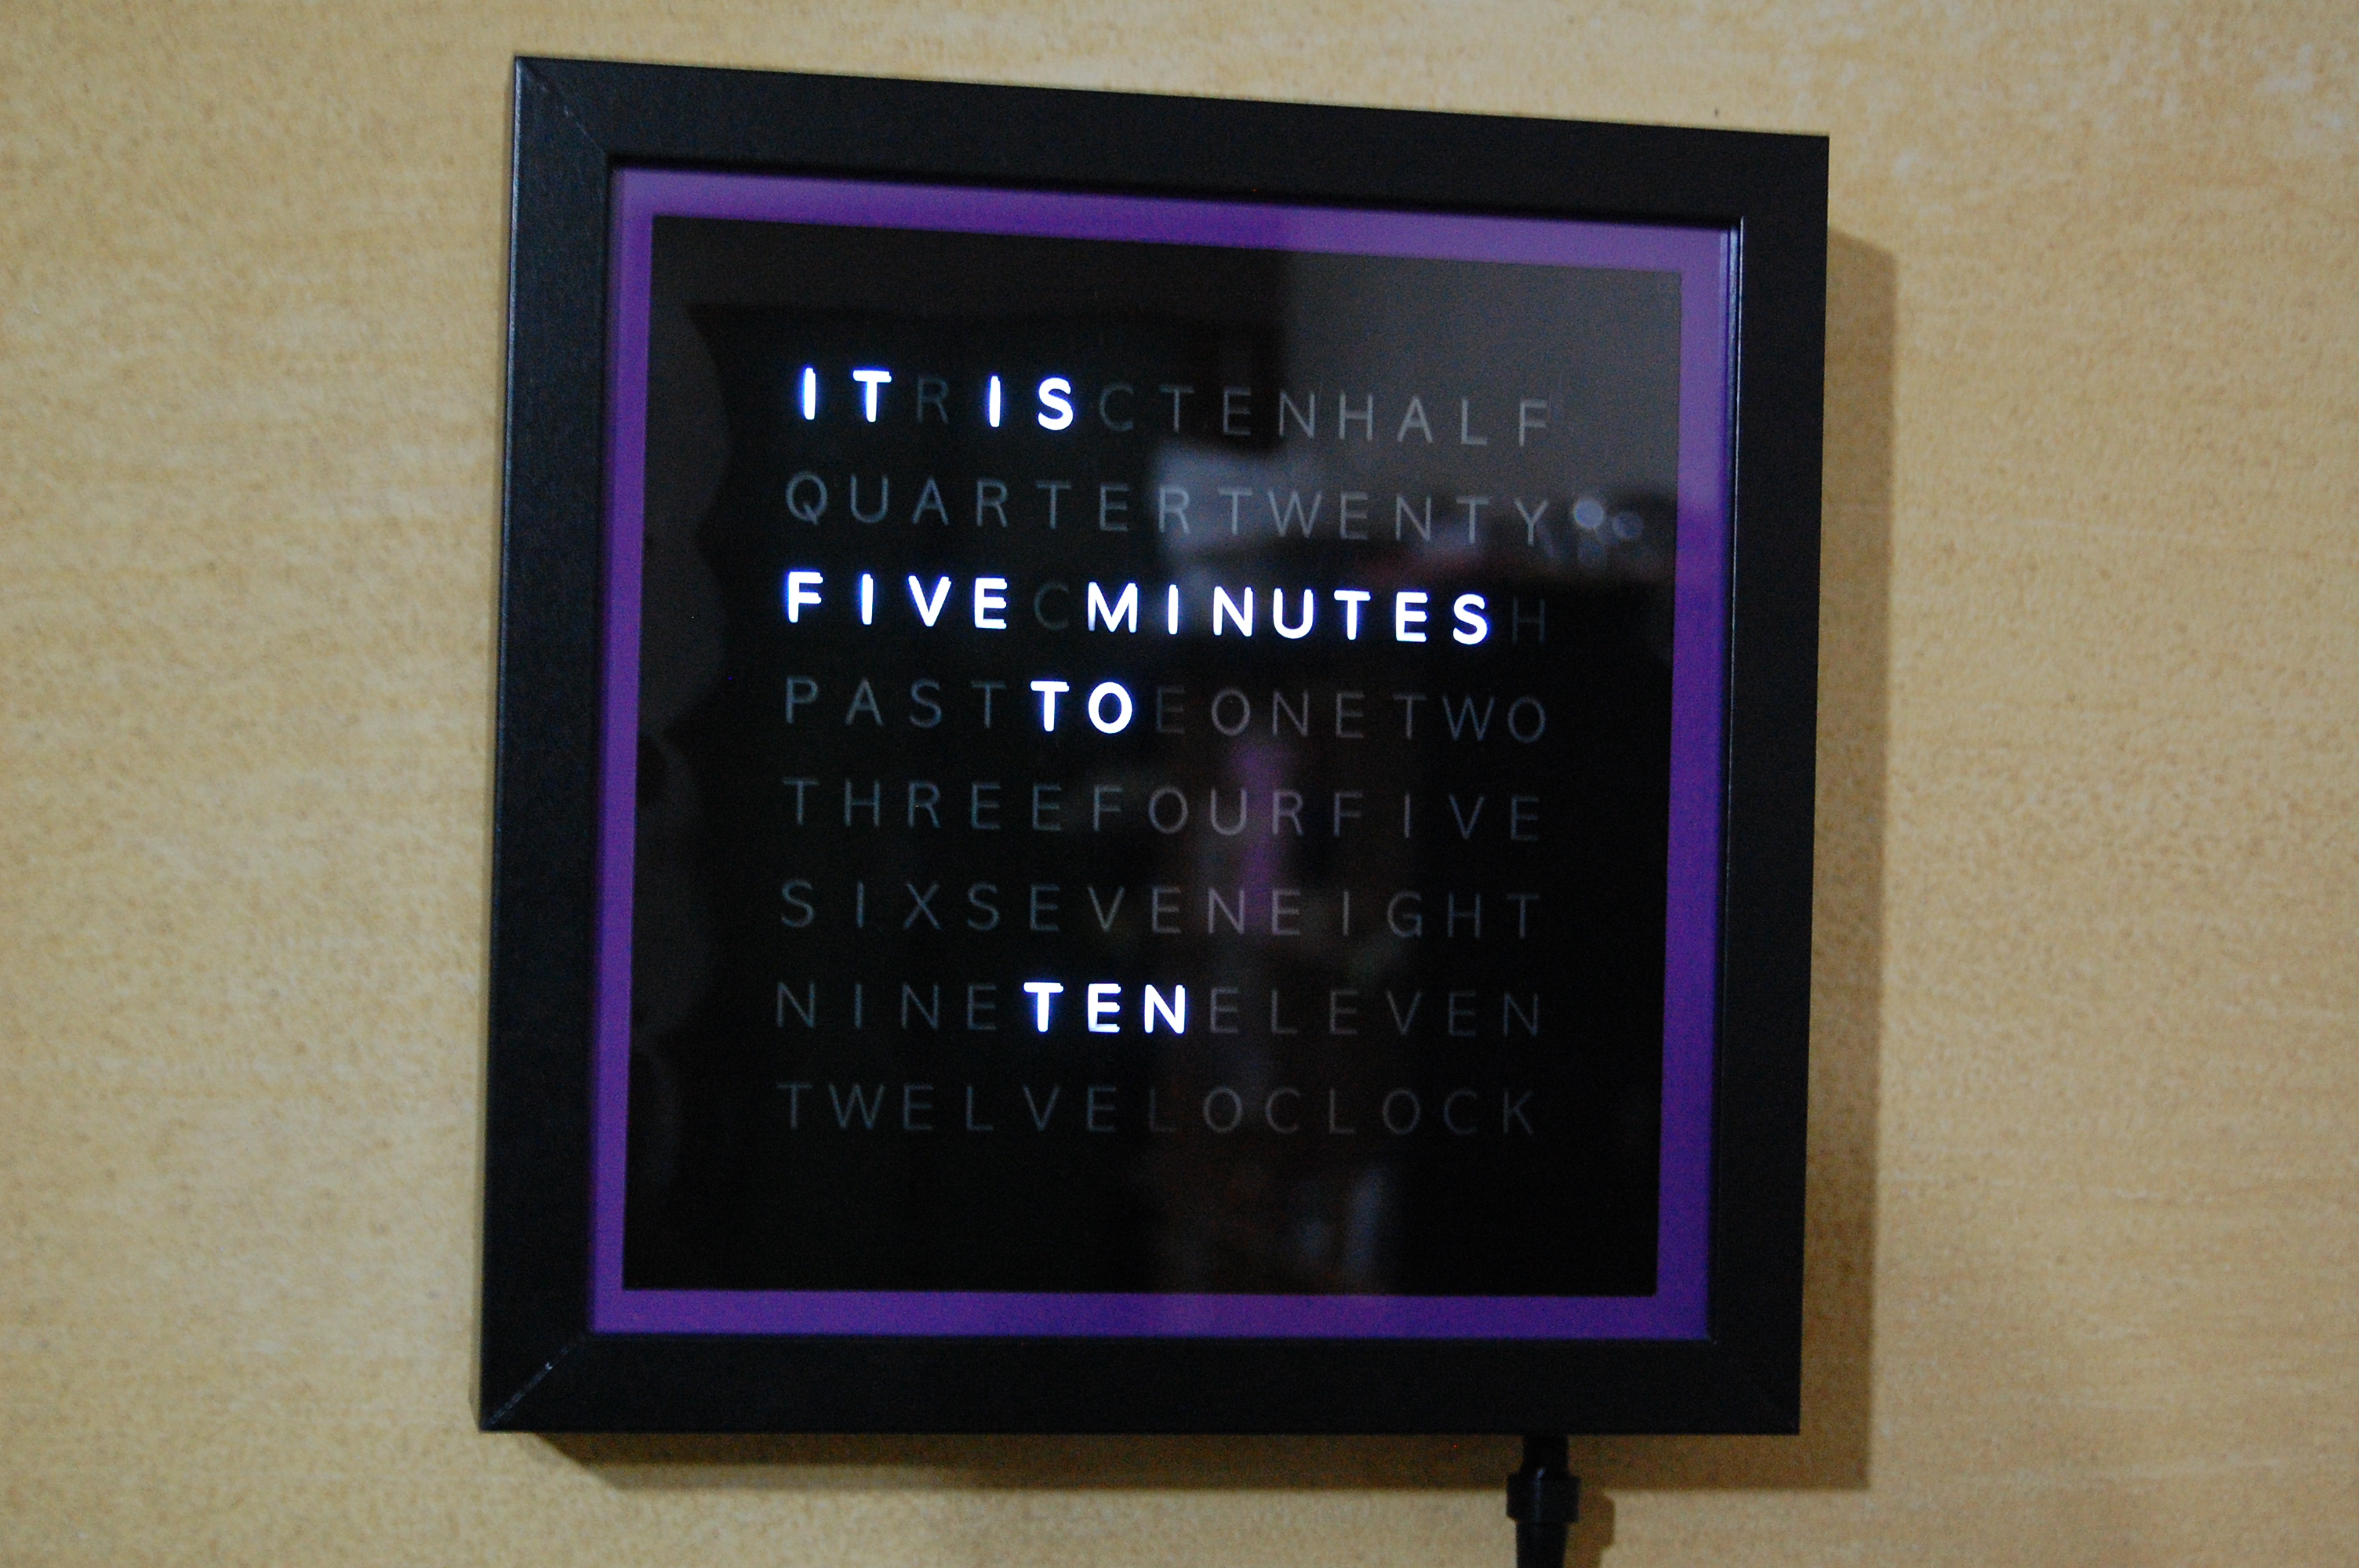 ITRISCTENHALF
QUARTERTWENTY
FIVECMINUTESH
PASTTOEONETWO
THREEFOURFIVE
SIXSEVENEIGHT
NINETENELEVEN
TWELVELOCLOCK